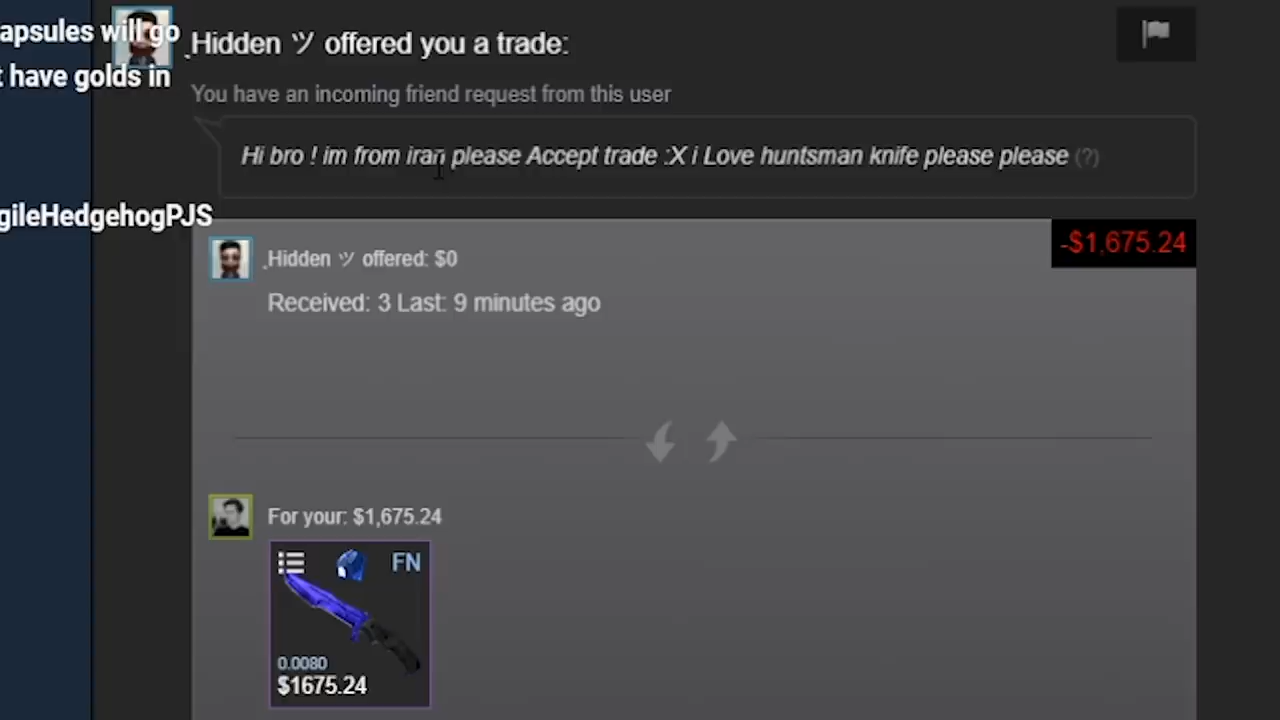 apsules will go
t have golds in
gileHedgehogPJS
.Hidden ツ offered you a trade:
You have an incoming friend request from this user
Hi bro ! im from iran please Accept trade :X i Love huntsman knife please please (?)
-$1,675.24
.Hidden ツ offered: $0
Received: 3 Last: 9 minutes ago
For your: $1,675.24
FN
0.0080
$1675.24